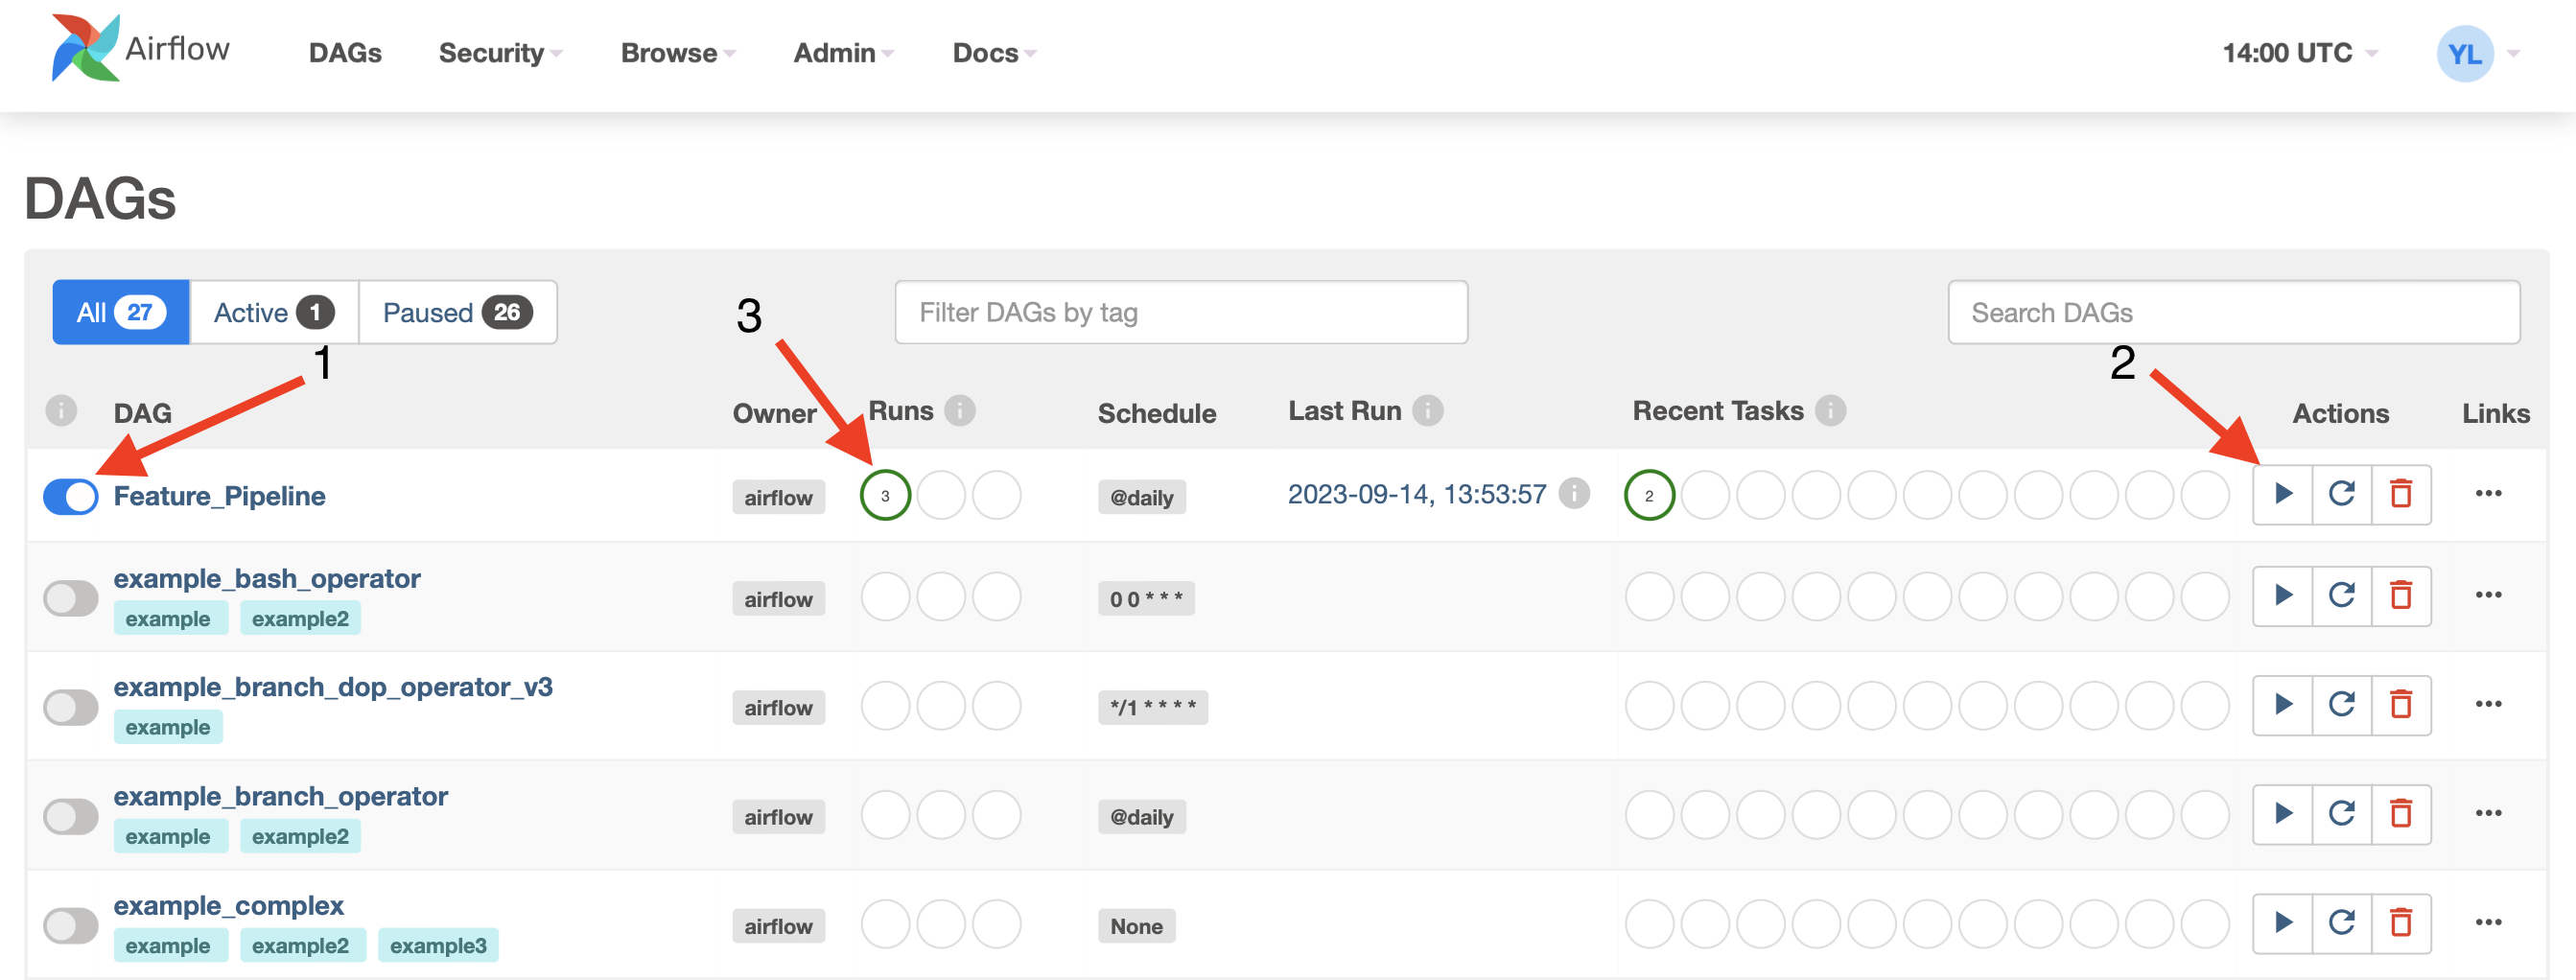 Airflow DAGs Security Browse Admin Docs 14:00 UTC YL
DAGs
All 27 Active 1 Paused 26 3 Filter DAGs by tag Search DAGs
1 2
i DAG Owner Runs i Schedule Last Run i Recent Tasks i Actions Links
Feature_Pipeline airflow 3 @daily 2023-09-14, 13:53:57 i 2
example_bash_operator
airflow 0 0 * * *
example example2
example_branch_dop_operator_v3
airflow */1 * * * *
example
example_branch_operator
airflow @daily
example example2
example_complex
airflow None
example example2 example3